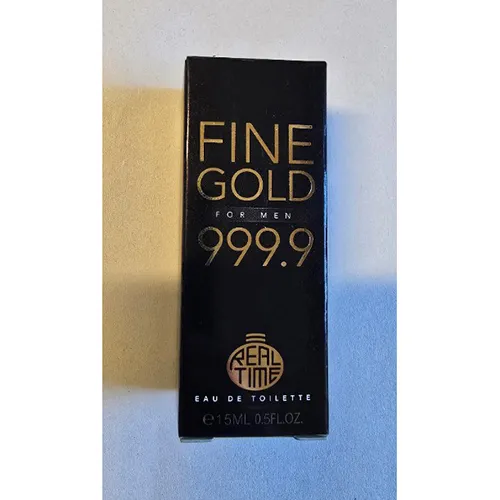 FINE
GOLD
FOR MEN
999.9
REAL
TIME
EAU DE TOILETTE
℮15ML 0.5FL.OZ.